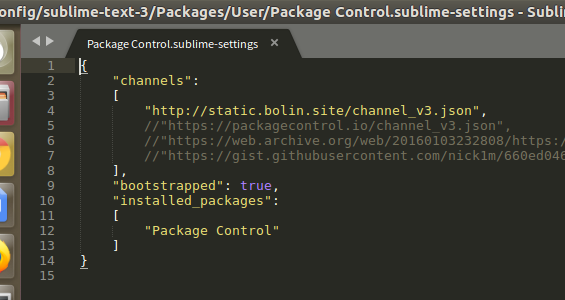 onfig/sublime-text-3/Packages/User/Package Control.sublime-settings - Subli
Package Control.sublime-settings ×
1 {
2 "channels":
3 [
4 "http://static.bolin.site/channel_v3.json",
5 //"https://packagecontrol.io/channel_v3.json",
6 //"https://web.archive.org/web/20160103232808/https:
7 //"https://gist.githubusercontent.com/nick1m/660ed046
8 ],
9 "bootstrapped": true,
10 "installed_packages":
11 [
12 "Package Control"
13 ]
14 }
15